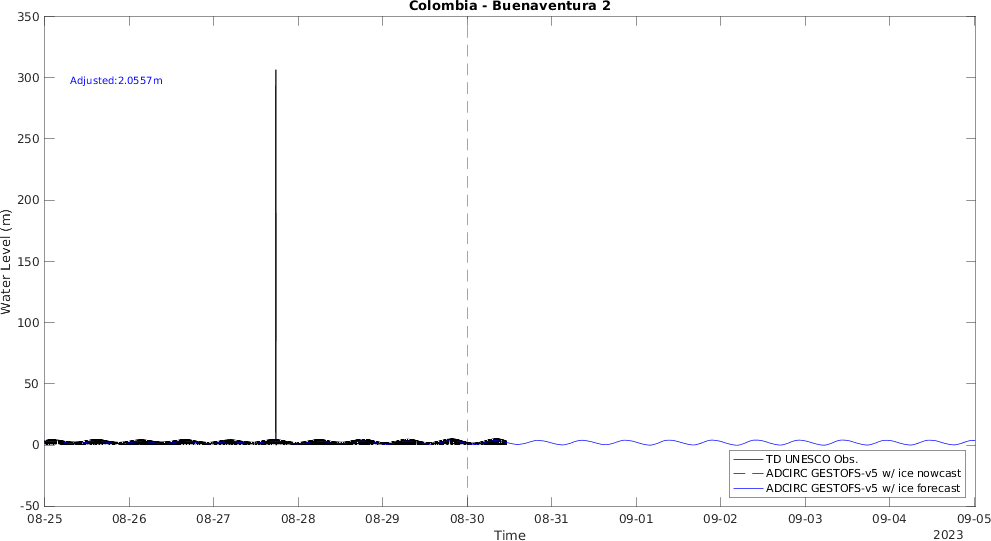 Colombia - Buenaventura 2
350
300
250
200
150
100
50
0
-50
Water Level (m)
Adjusted:2.0557m
TD UNESCO Obs.
ADCIRC GESTOFS-v5 w/ ice nowcast
ADCIRC GESTOFS-v5 w/ ice forecast
08-25 08-26 08-27 08-28 08-29 08-30 08-31 09-01 09-02 09-03 09-04 09-05
Time
2023